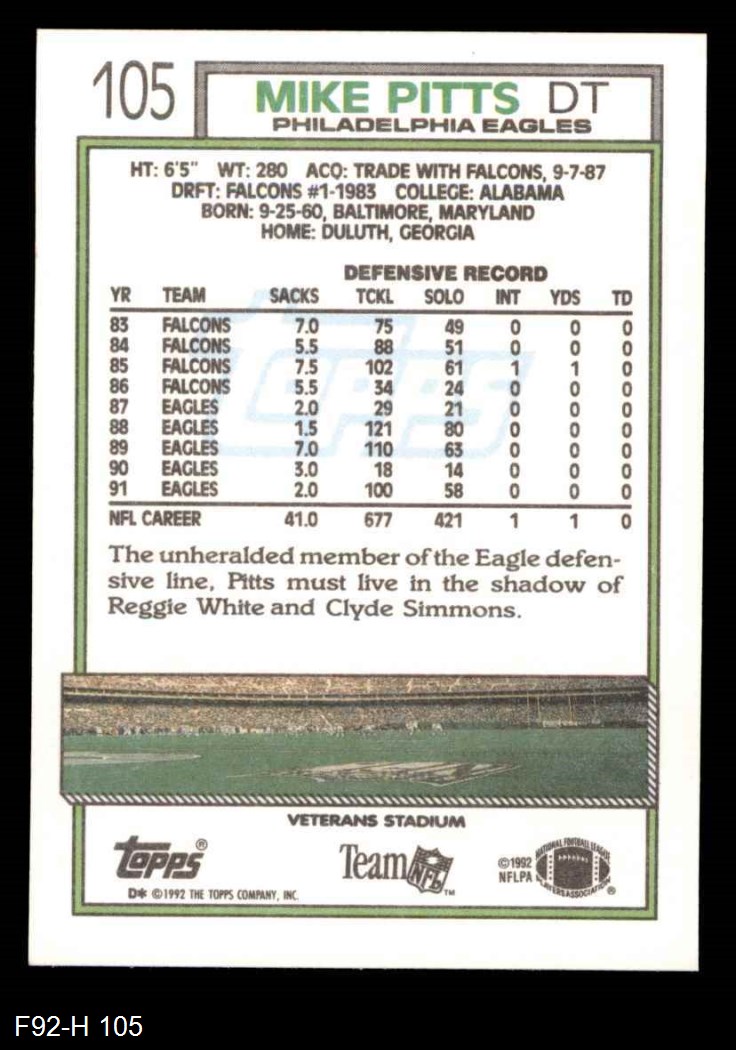 105
MIKE PITTS DT
PHILADELPHIA EAGLES
HT: 6'5" WT: 280 ACQ: TRADE WITH FALCONS, 9-7-87
DRFT: FALCONS #1-1983 COLLEGE: ALABAMA
BORN: 9-25-60, BALTIMORE, MARYLAND
HOME: DULUTH, GEORGIA
DEFENSIVE RECORD
YR TEAM SACKS TCKL SOLO INT YDS TD
83 FALCONS 7.0 75 49 0 0 0
84 FALCONS 5.5 88 51 0 0 0
85 FALCONS 7.5 102 61 1 1 0
86 FALCONS 5.5 34 24 0 0 0
87 EAGLES 2.0 29 21 0 0 0
88 EAGLES 1.5 121 80 0 0 0
89 EAGLES 7.0 110 63 0 0 0
90 EAGLES 3.0 18 14 0 0 0
91 EAGLES 2.0 100 58 0 0 0
NFL CAREER 41.0 677 421 1 1 0
TOPPS
The unheralded member of the Eagle defen-
sive line, Pitts must live in the shadow of
Reggie White and Clyde Simmons.
VETERANS STADIUM
TOPPS®
D* ©1992 THE TOPPS COMPANY, INC.
Team NFL™
©1992
NFLPA
NATIONAL FOOTBALL LEAGUE
PLAYERS ASSOCIATION ®
F92-H 105